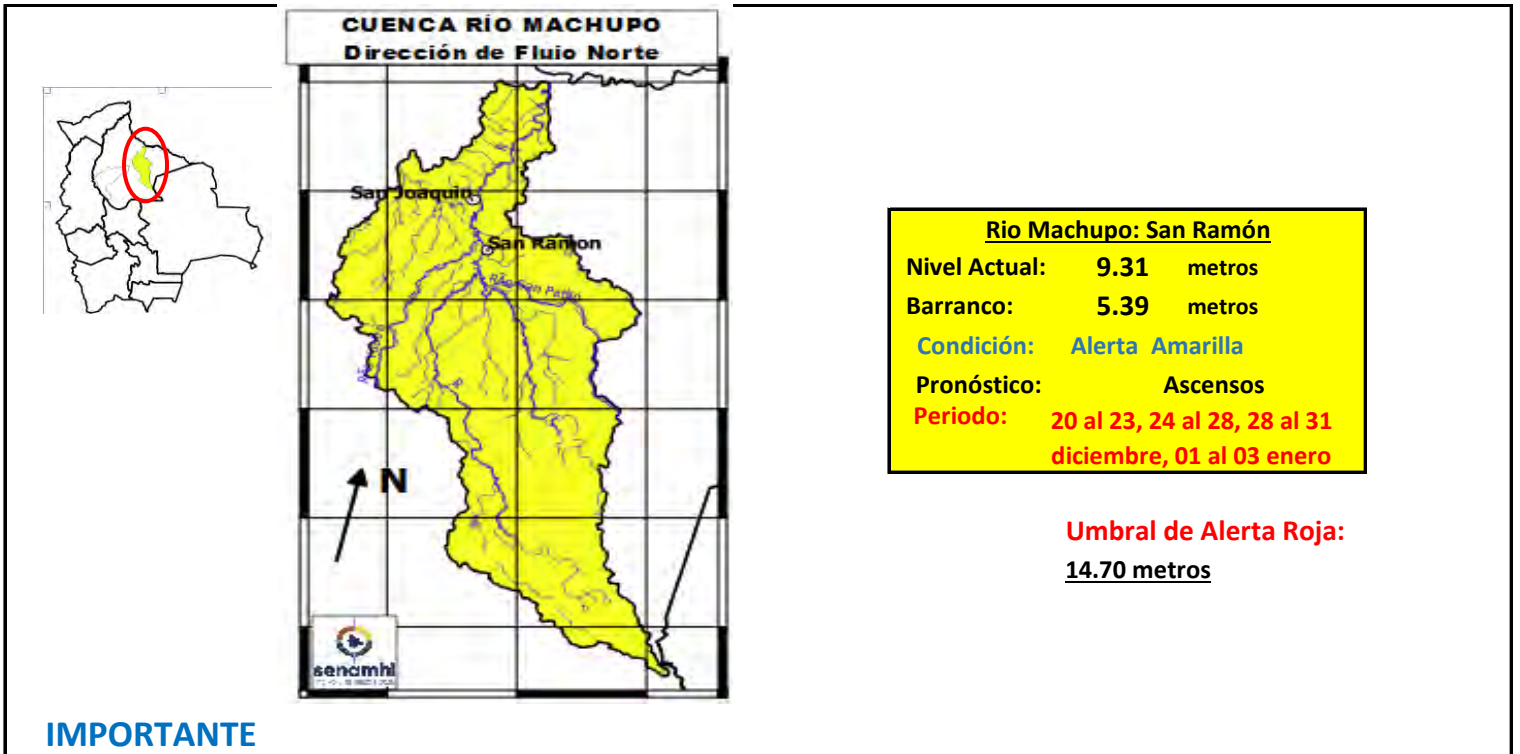 CUENCA RÍO MACHUPO
Dirección de Flujo Norte
San Joaquin
San Ramon
N
senamhi
Rio Machupo: San Ramón
Nivel Actual: 9.31 metros
Barranco: 5.39 metros
Condición: Alerta Amarilla
Pronóstico: Ascensos
Periodo: 20 al 23, 24 al 28, 28 al 31
diciembre, 01 al 03 enero
Umbral de Alerta Roja:
14.70 metros
IMPORTANTE